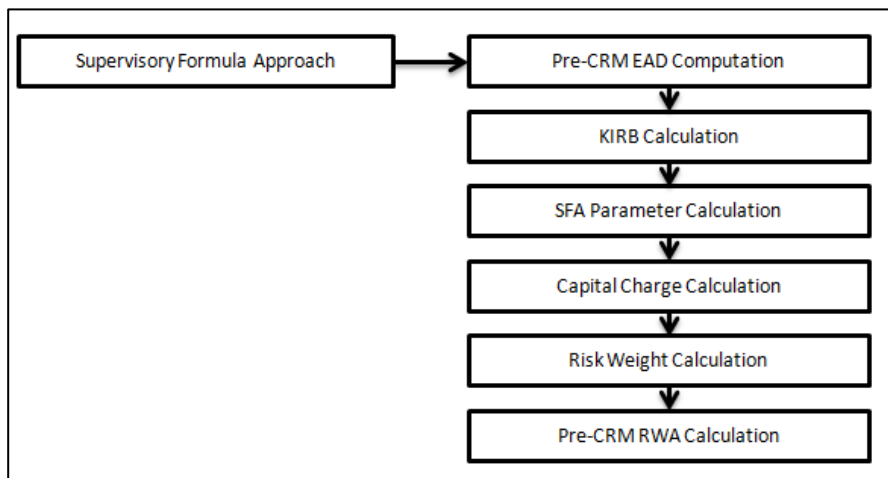 Supervisory Formula Approach
Pre-CRM EAD Computation
KIRB Calculation
SFA Parameter Calculation
Capital Charge Calculation
Risk Weight Calculation
Pre-CRM RWA Calculation